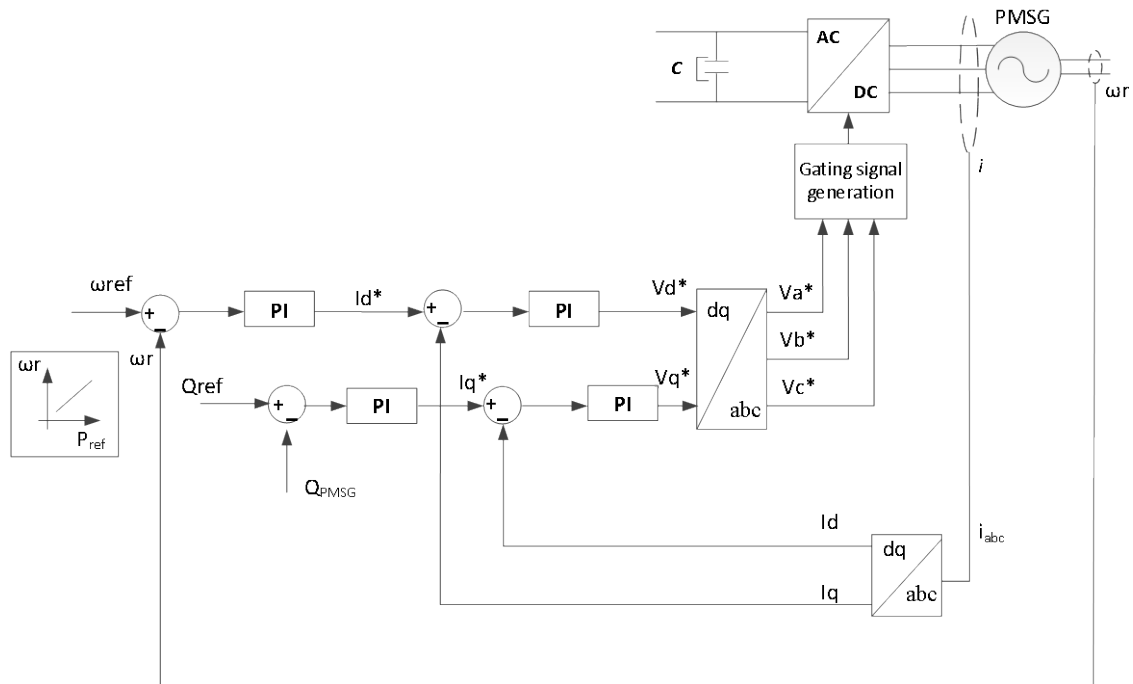 PMSG
AC
C
DC
ωr
i
Gating signal
generation
ωref
+
-
PI
Id*
+
-
PI
Vd*
dq
abc
Va*
Vb*
Vc*
ωr
ωr
Pref
Qref
+
-
PI
Iq*
+
-
PI
Vq*
QPMSG
Id
Iq
dq
abc
iabc